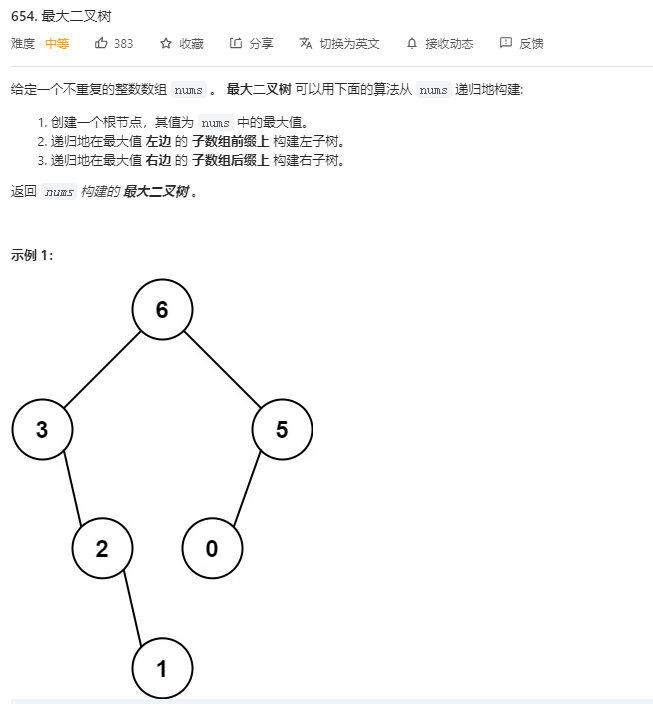 654. 最大二叉树
难度 中等 383 收藏 分享 切换为英文 接收动态 反馈
给定一个不重复的整数数组 nums 。 最大二叉树 可以用下面的算法从 nums 递归地构建:
1. 创建一个根节点，其值为 nums 中的最大值。
2. 递归地在最大值 左边 的 子数组前缀上 构建左子树。
3. 递归地在最大值 右边 的 子数组后缀上 构建右子树。
返回 nums 构建的 最大二叉树 。
示例 1：
6
3 5
2 0
1